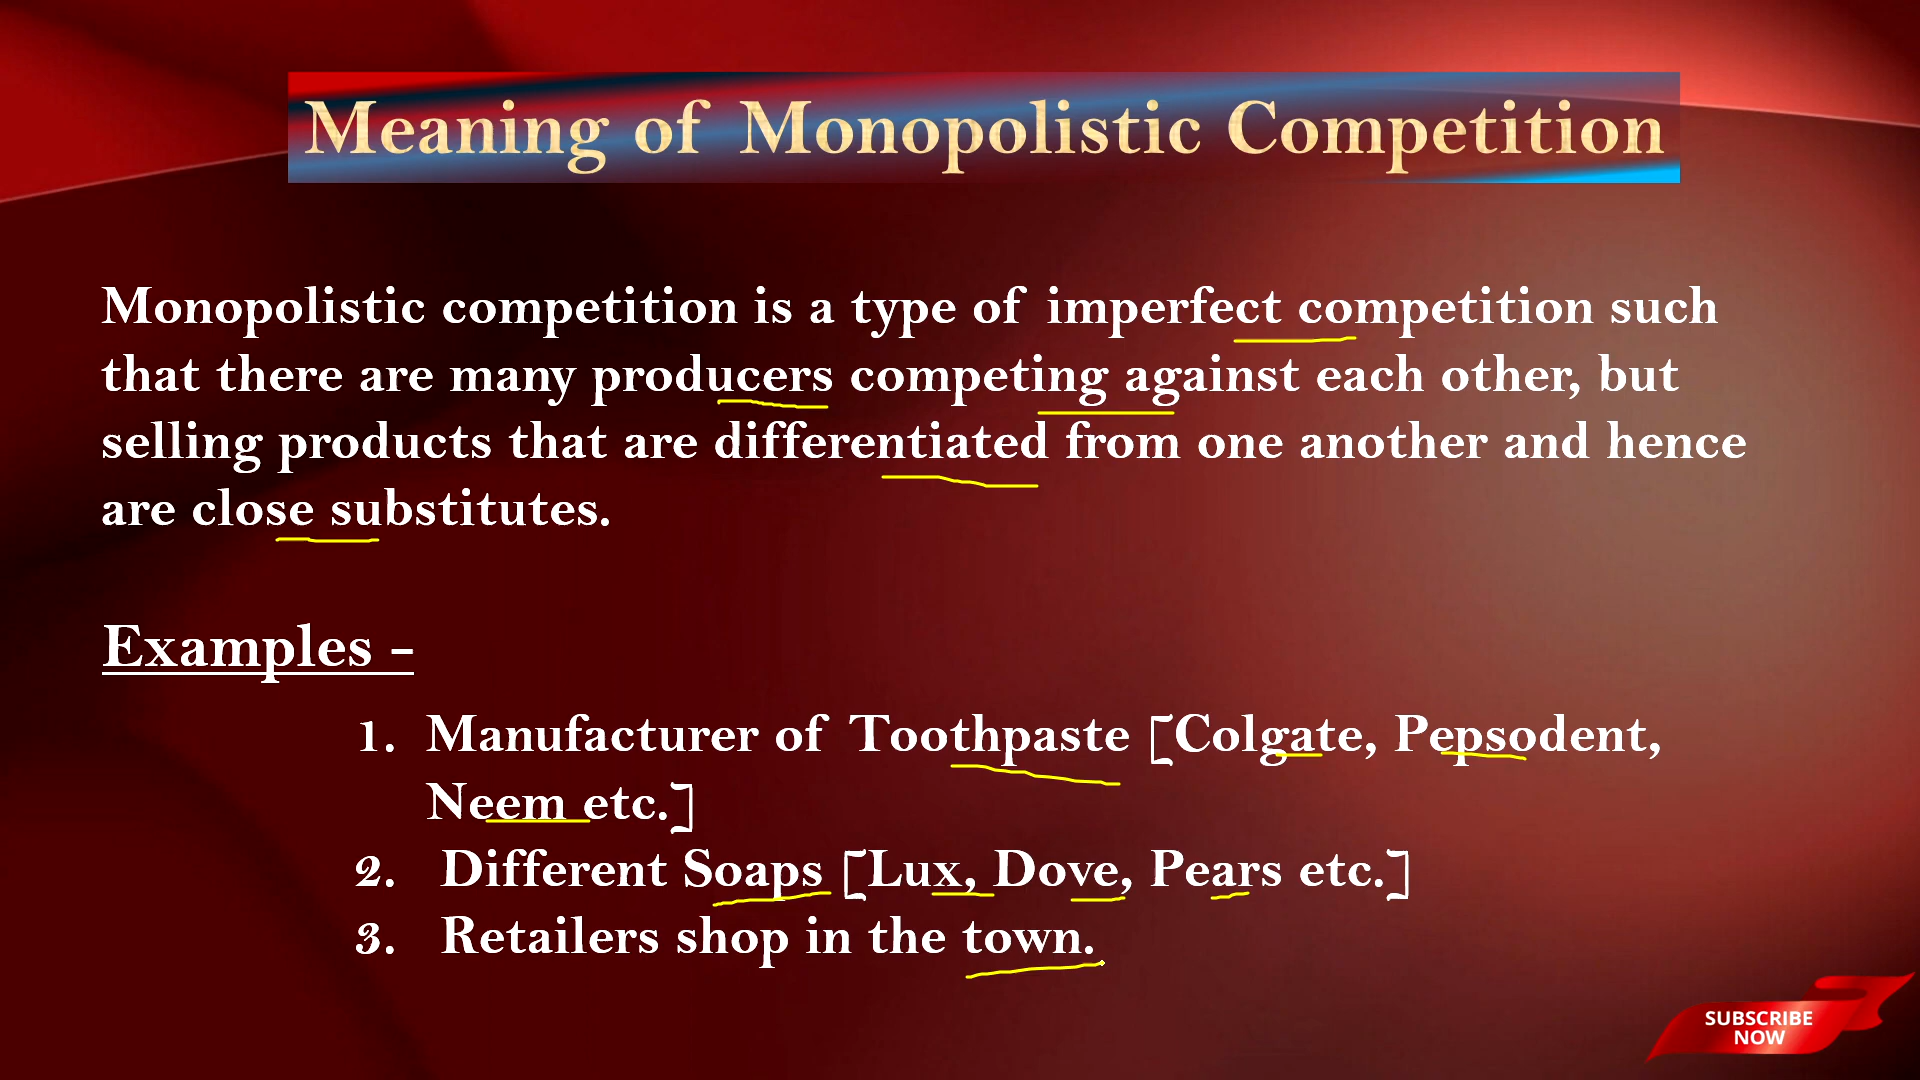 Meaning of Monopolistic Competition
Monopolistic competition is a type of imperfect competition such
that there are many producers competing against each other, but
selling products that are differentiated from one another and hence
are close substitutes.
Examples -
1. Manufacturer of Toothpaste [Colgate, Pepsodent,
Neem etc.]
2. Different Soaps [Lux, Dove, Pears etc.]
3. Retailers shop in the town.
SUBSCRIBE
NOW